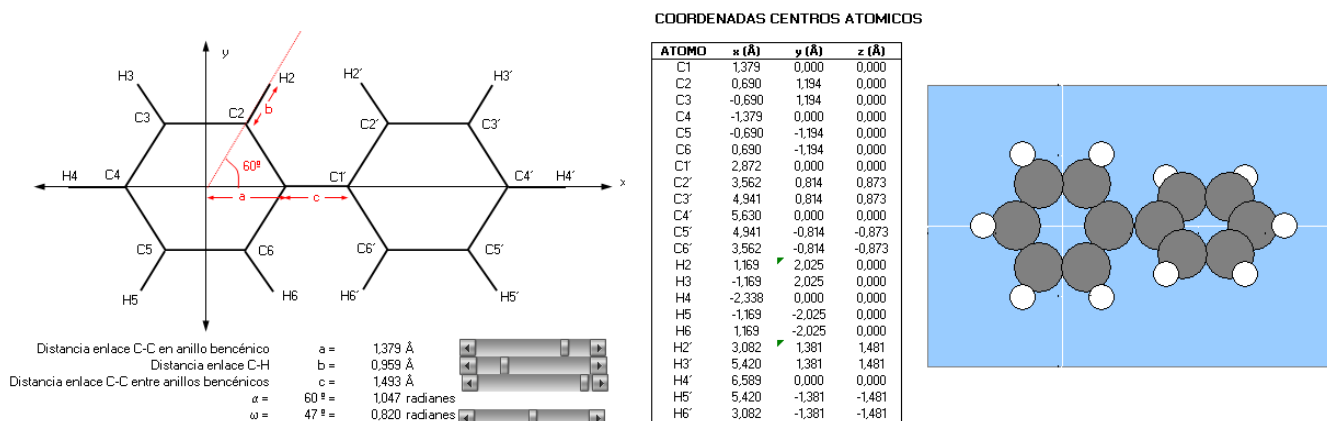 COORDENADAS CENTROS ATOMICOS
y
H3
H2
H2´
H3´
b
C2
C3
C2´
C3´
60º
H4
C4
C1´
C4´
H4´
x
a
c
C5
C6
C6´
C5´
H5
H6
H6´
H5´
Distancia enlace C-C en anillo bencénico a = 1,379 Å
Distancia enlace C-H b = 0,959 Å
Distancia enlace C-C entre anillos bencénicos c = 1,493 Å
α = 60 º = 1,047 radianes
ω = 47 º = 0,820 radianes
ATOMO x (Å) y (Å) z (Å)
C1 1,379 0,000 0,000
C2 0,690 1,194 0,000
C3 -0,690 1,194 0,000
C4 -1,379 0,000 0,000
C5 -0,690 -1,194 0,000
C6 0,690 -1,194 0,000
C1´ 2,872 0,000 0,000
C2´ 3,562 0,814 0,873
C3´ 4,941 0,814 0,873
C4´ 5,630 0,000 0,000
C5´ 4,941 -0,814 -0,873
C6´ 3,562 -0,814 -0,873
H2 1,169 2,025 0,000
H3 -1,169 2,025 0,000
H4 -2,338 0,000 0,000
H5 -1,169 -2,025 0,000
H6 1,169 -2,025 0,000
H2´ 3,082 1,381 1,481
H3´ 5,420 1,381 1,481
H4´ 6,589 0,000 0,000
H5´ 5,420 -1,381 -1,481
H6´ 3,082 -1,381 -1,481